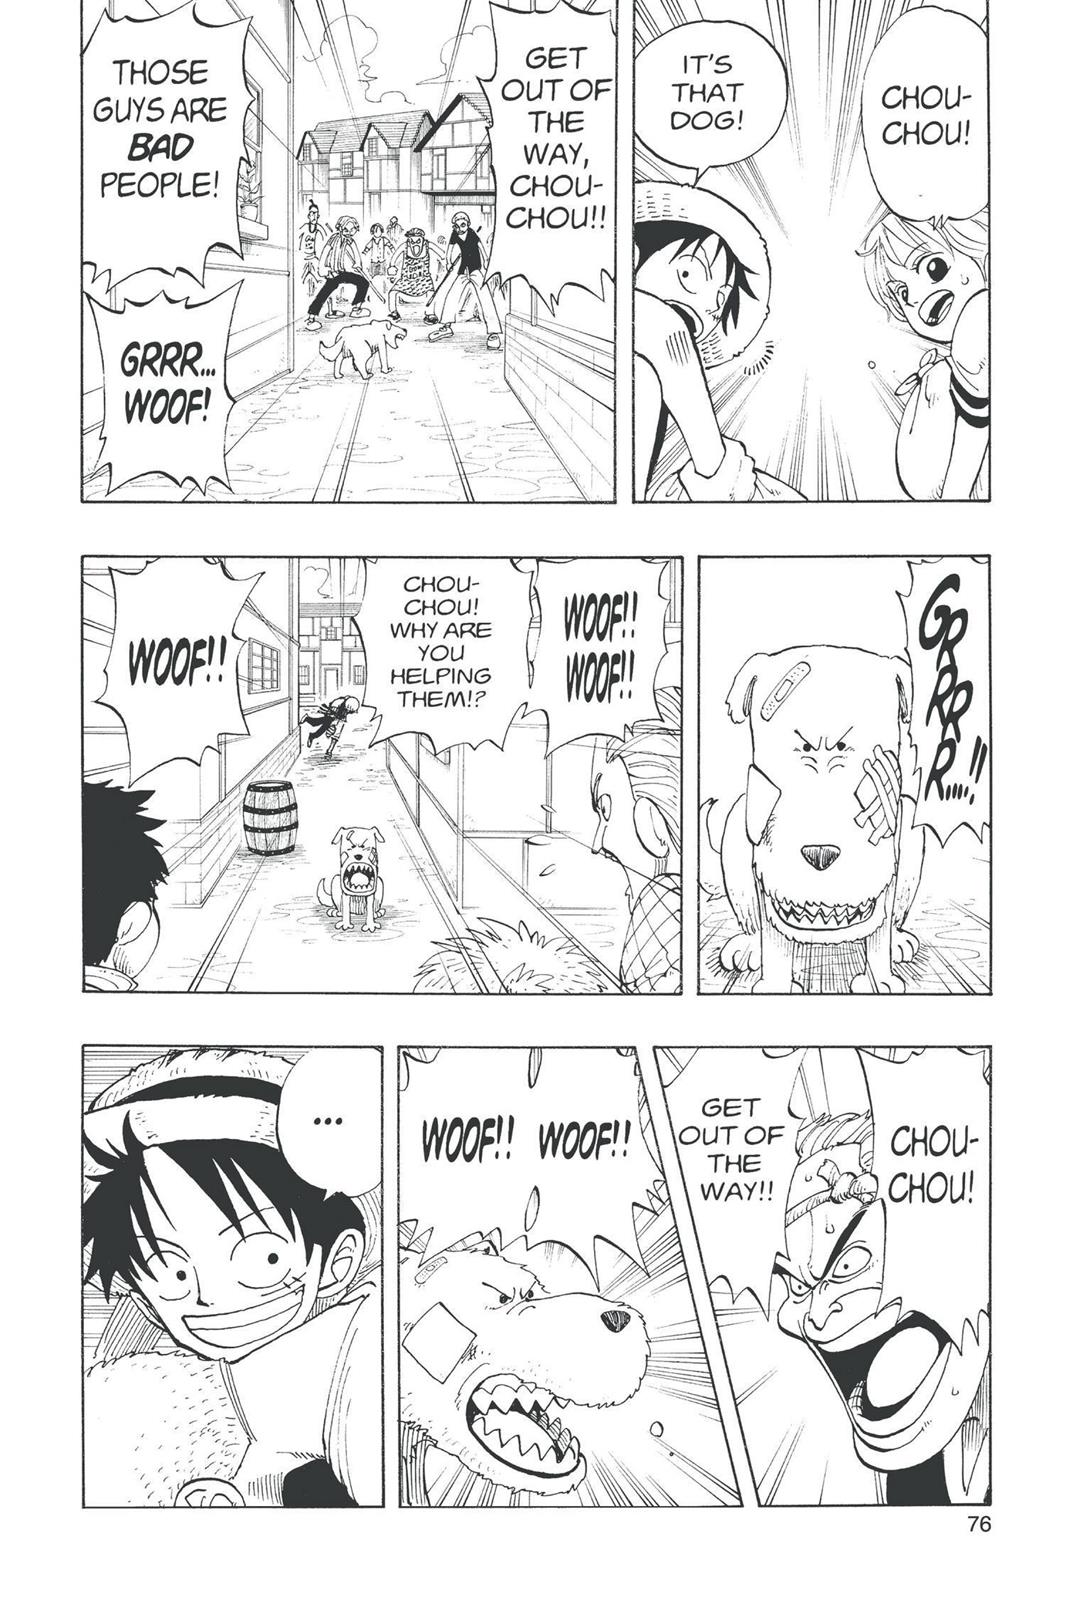 CHOU-
CHOU!
IT'S
THAT
DOG!
GET
OUT OF
THE
WAY,
CHOU-
CHOU!!
THOSE
GUYS ARE
BAD
PEOPLE!
GRRR...
WOOF!
GRRRR.....!!
WOOF!!
WOOF!!
CHOU-
CHOU!
WHY ARE
YOU
HELPING
THEM!?
WOOF!!
CHOU-
CHOU!
GET
OUT OF
THE
WAY!!
WOOF!! WOOF!!
...
76